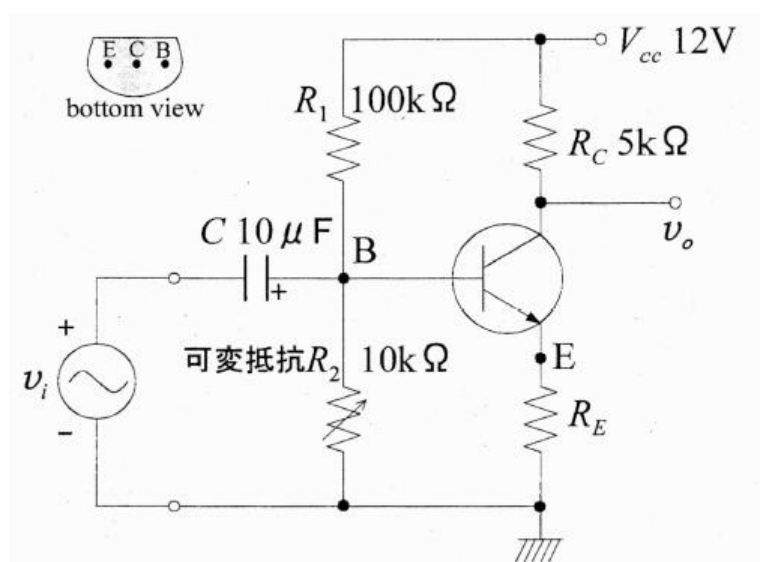 E C B
bottom view
V_cc 12V
R_1 100kΩ
R_C 5kΩ
C 10μF
B
v_o
+
+
可変抵抗R_2 10kΩ
E
v_i
-
R_E